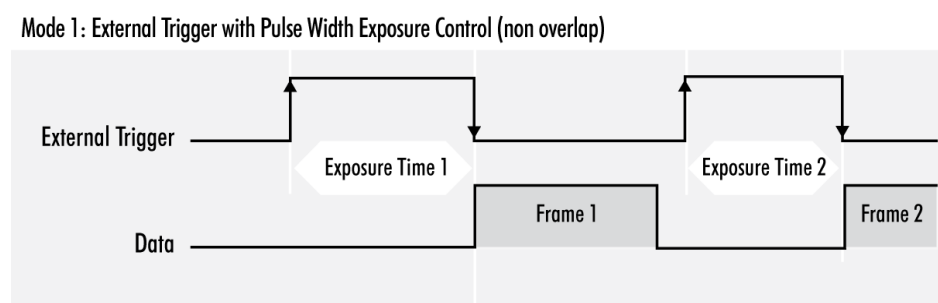 Mode 1: External Trigger with Pulse Width Exposure Control (non overlap)
External Trigger
Exposure Time 1
Exposure Time 2
Frame 1
Frame 2
Data